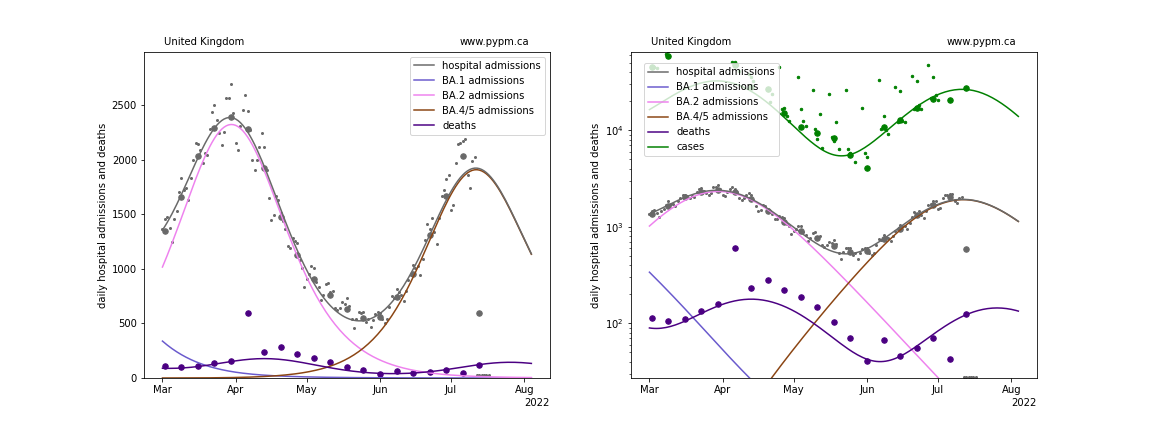 United Kingdom www.pypm.ca
daily hospital admissions and deaths
2500
2000
1500
1000
500
0
hospital admissions
BA.1 admissions
BA.2 admissions
BA.4/5 admissions
deaths
Mar Apr May Jun Jul Aug
2022
United Kingdom www.pypm.ca
daily hospital admissions and deaths
10⁴
10³
10²
hospital admissions
BA.1 admissions
BA.2 admissions
BA.4/5 admissions
deaths
cases
Mar Apr May Jun Jul Aug
2022